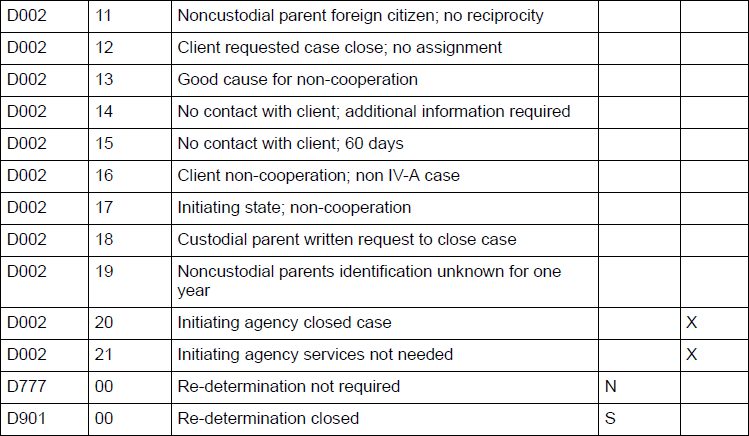 D002 11 Noncustodial parent foreign citizen; no reciprocity
D002 12 Client requested case close; no assignment
D002 13 Good cause for non-cooperation
D002 14 No contact with client; additional information required
D002 15 No contact with client; 60 days
D002 16 Client non-cooperation; non IV-A case
D002 17 Initiating state; non-cooperation
D002 18 Custodial parent written request to close case
D002 19 Noncustodial parents identification unknown for one
year
D002 20 Initiating agency closed case X
D002 21 Initiating agency services not needed X
D777 00 Re-determination not required N
D901 00 Re-determination closed S